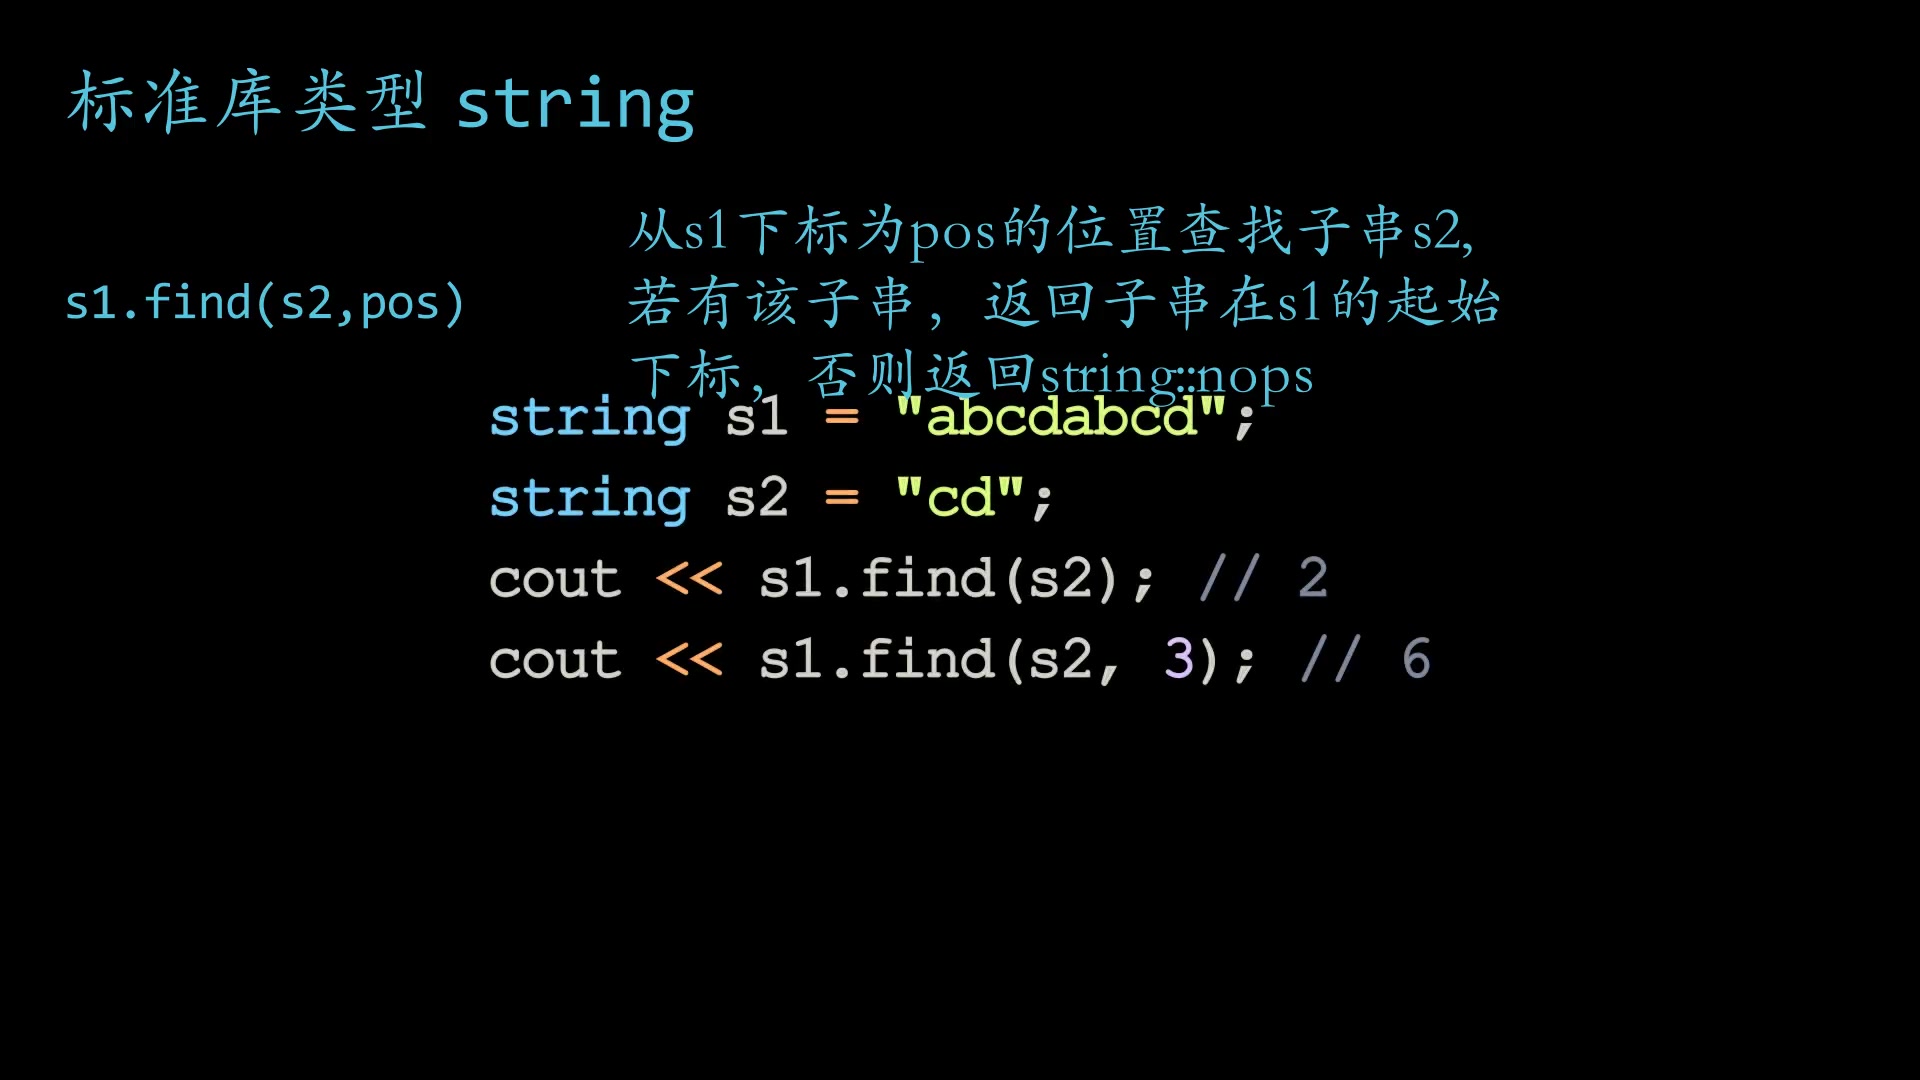 标准库类型 string
s1.find(s2,pos)
从s1下标为pos的位置查找子串s2,
若有该子串，返回子串在s1的起始
下标，否则返回string::nops
string s1 = "abcdabcd";
string s2 = "cd";
cout << s1.find(s2); // 2
cout << s1.find(s2, 3); // 6